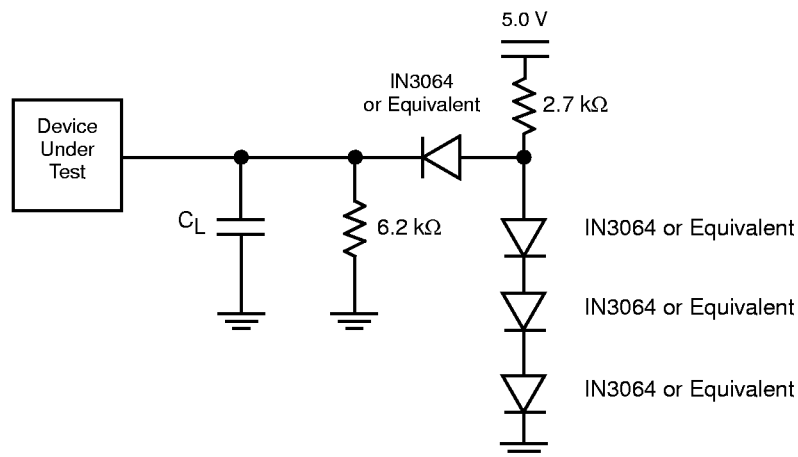 5.0 V
IN3064
or Equivalent
2.7 kΩ
Device
Under
Test
CL
6.2 kΩ
IN3064 or Equivalent
IN3064 or Equivalent
IN3064 or Equivalent